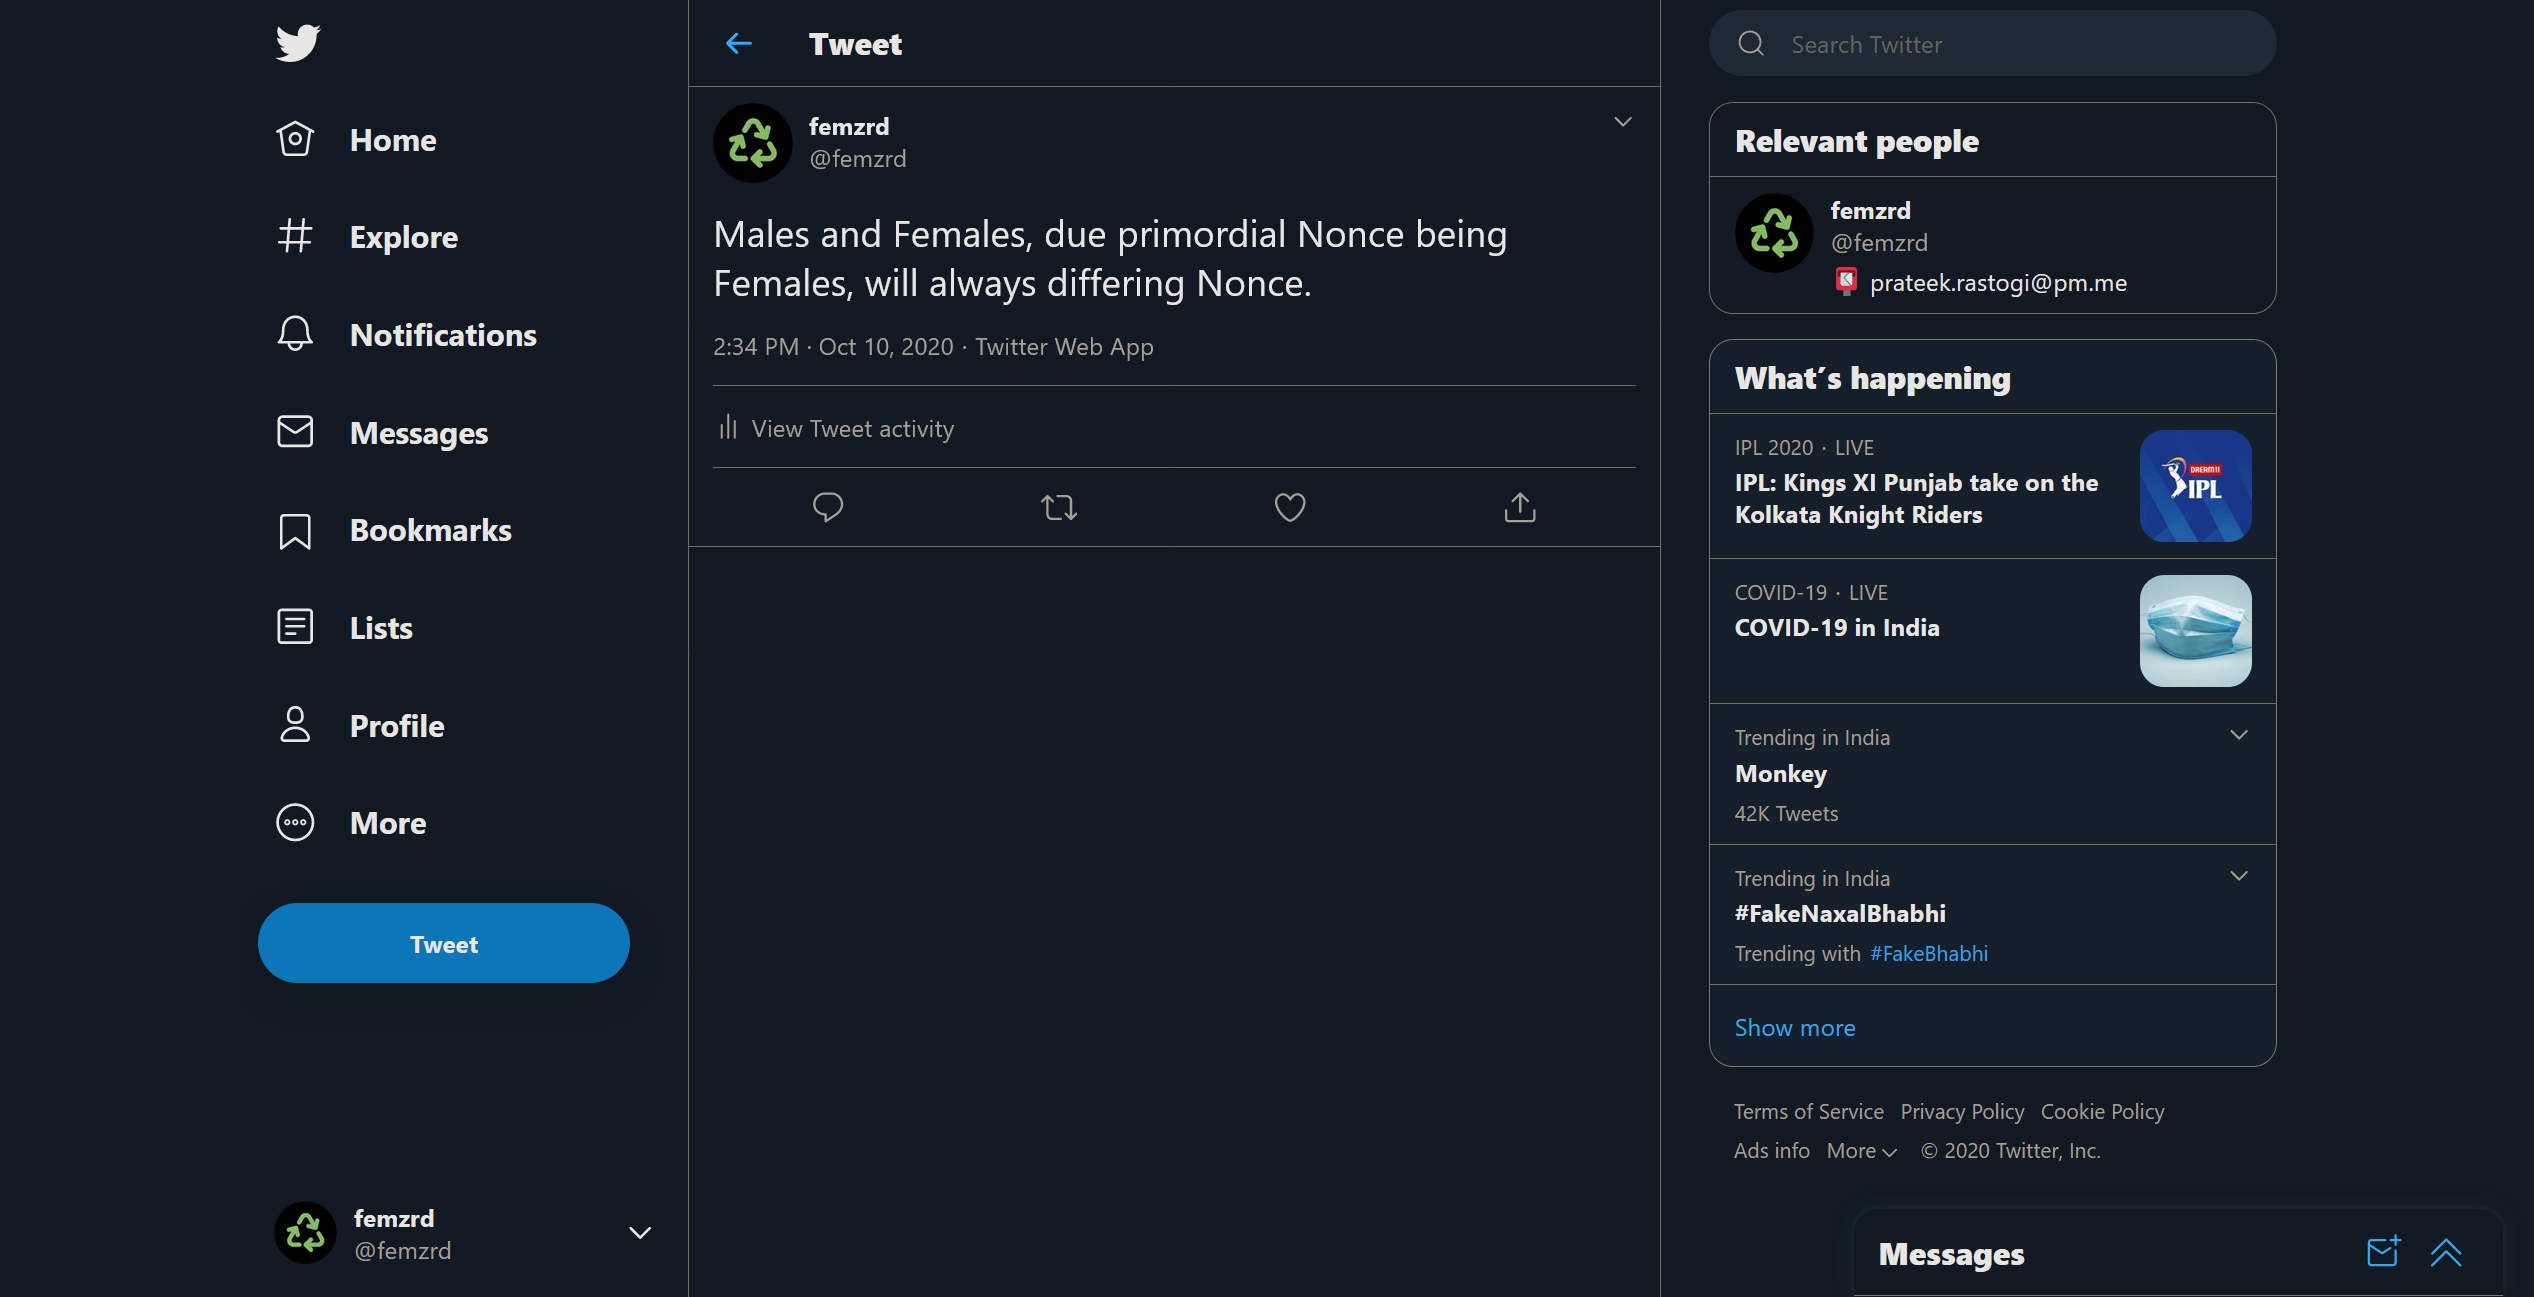 Home
Explore
Notifications
Messages
Bookmarks
Lists
Profile
More
Tweet
femzrd
@femzrd
Tweet
femzrd
@femzrd
Males and Females, due primordial Nonce being
Females, will always differing Nonce.
2:34 PM · Oct 10, 2020 · Twitter Web App
View Tweet activity
Search Twitter
Relevant people
femzrd
@femzrd
prateek.rastogi@pm.me
What's happening
IPL 2020 · LIVE
IPL: Kings XI Punjab take on the
Kolkata Knight Riders
DREAM11
IPL
COVID-19 · LIVE
COVID-19 in India
Trending in India
Monkey
42K Tweets
Trending in India
#FakeNaxalBhabhi
Trending with #FakeBhabhi
Show more
Terms of Service Privacy Policy Cookie Policy
Ads info More © 2020 Twitter, Inc.
Messages